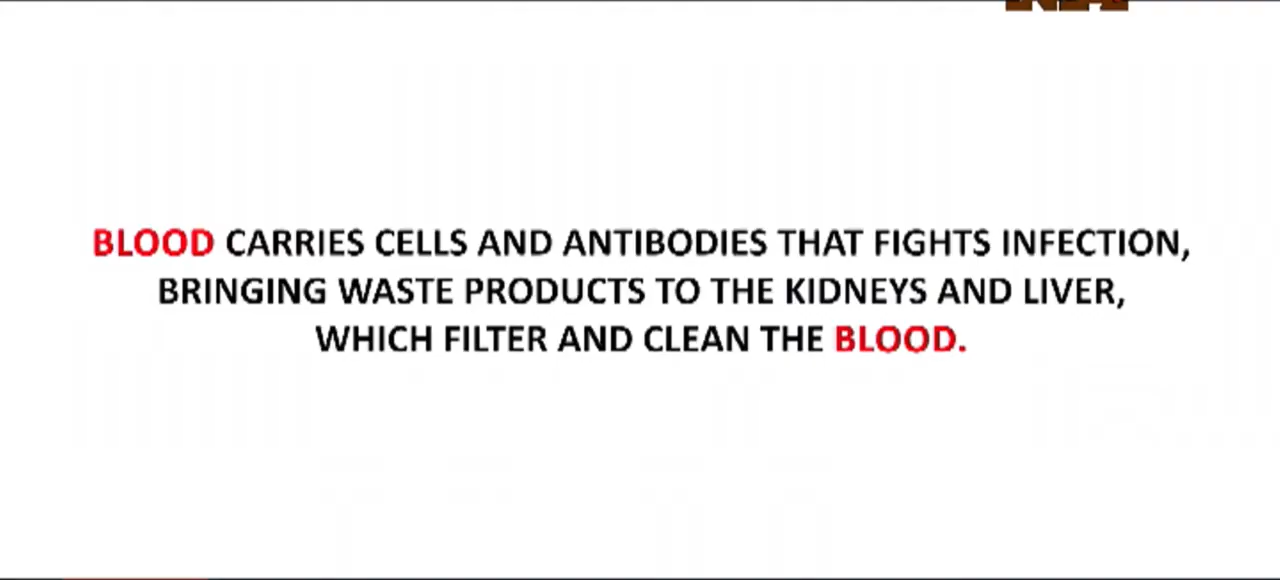 BLOOD CARRIES CELLS AND ANTIBODIES THAT FIGHTS INFECTION,
BRINGING WASTE PRODUCTS TO THE KIDNEYS AND LIVER,
WHICH FILTER AND CLEAN THE BLOOD.